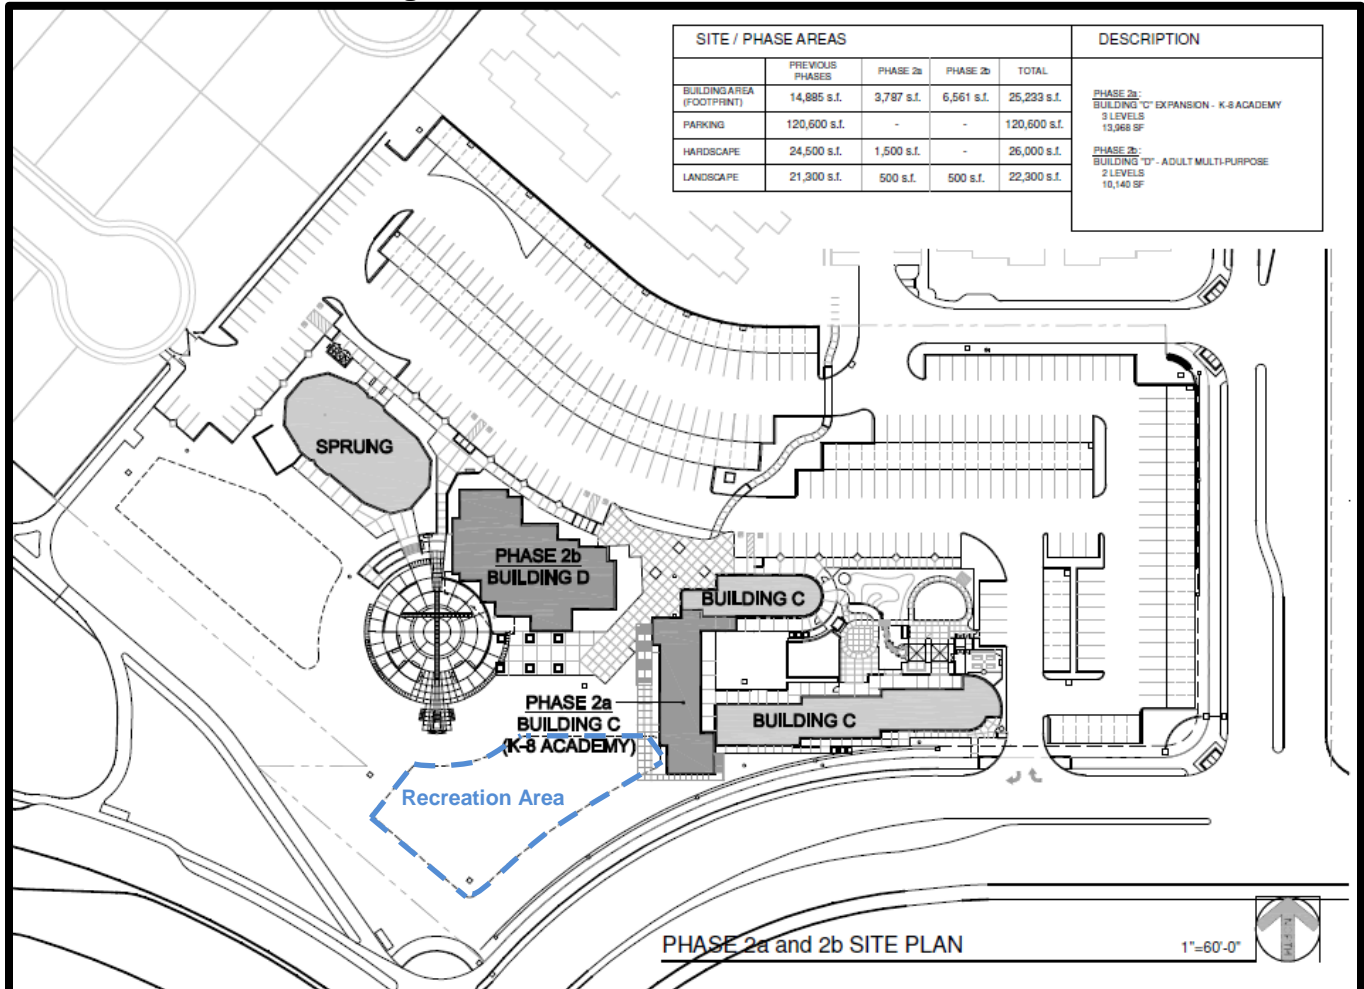 SITE / PHASE AREAS
DESCRIPTION
PREVIOUS PHASES
PHASE 2a
PHASE 2b
TOTAL
BUILDING AREA (FOOTPRINT)
14,885 s.f.
3,787 s.f.
6,561 s.f.
25,233 s.f.
PARKING
120,600 s.f.
-
-
120,600 s.f.
HARDSCAPE
24,500 s.f.
1,500 s.f.
-
26,000 s.f.
LANDSCAPE
21,300 s.f.
500 s.f.
500 s.f.
22,300 s.f.
PHASE 2a:
BUILDING "C" EXPANSION - K-8 ACADEMY
3 LEVELS
13,968 SF
PHASE 2b:
BUILDING "D" - ADULT MULTI-PURPOSE
2 LEVELS
10,140 SF
SPRUNG
PHASE 2b
BUILDING D
BUILDING C
PHASE 2a
BUILDING C
(K-8 ACADEMY)
BUILDING C
Recreation Area
PHASE 2a and 2b SITE PLAN
1"=60'-0"
NORTH